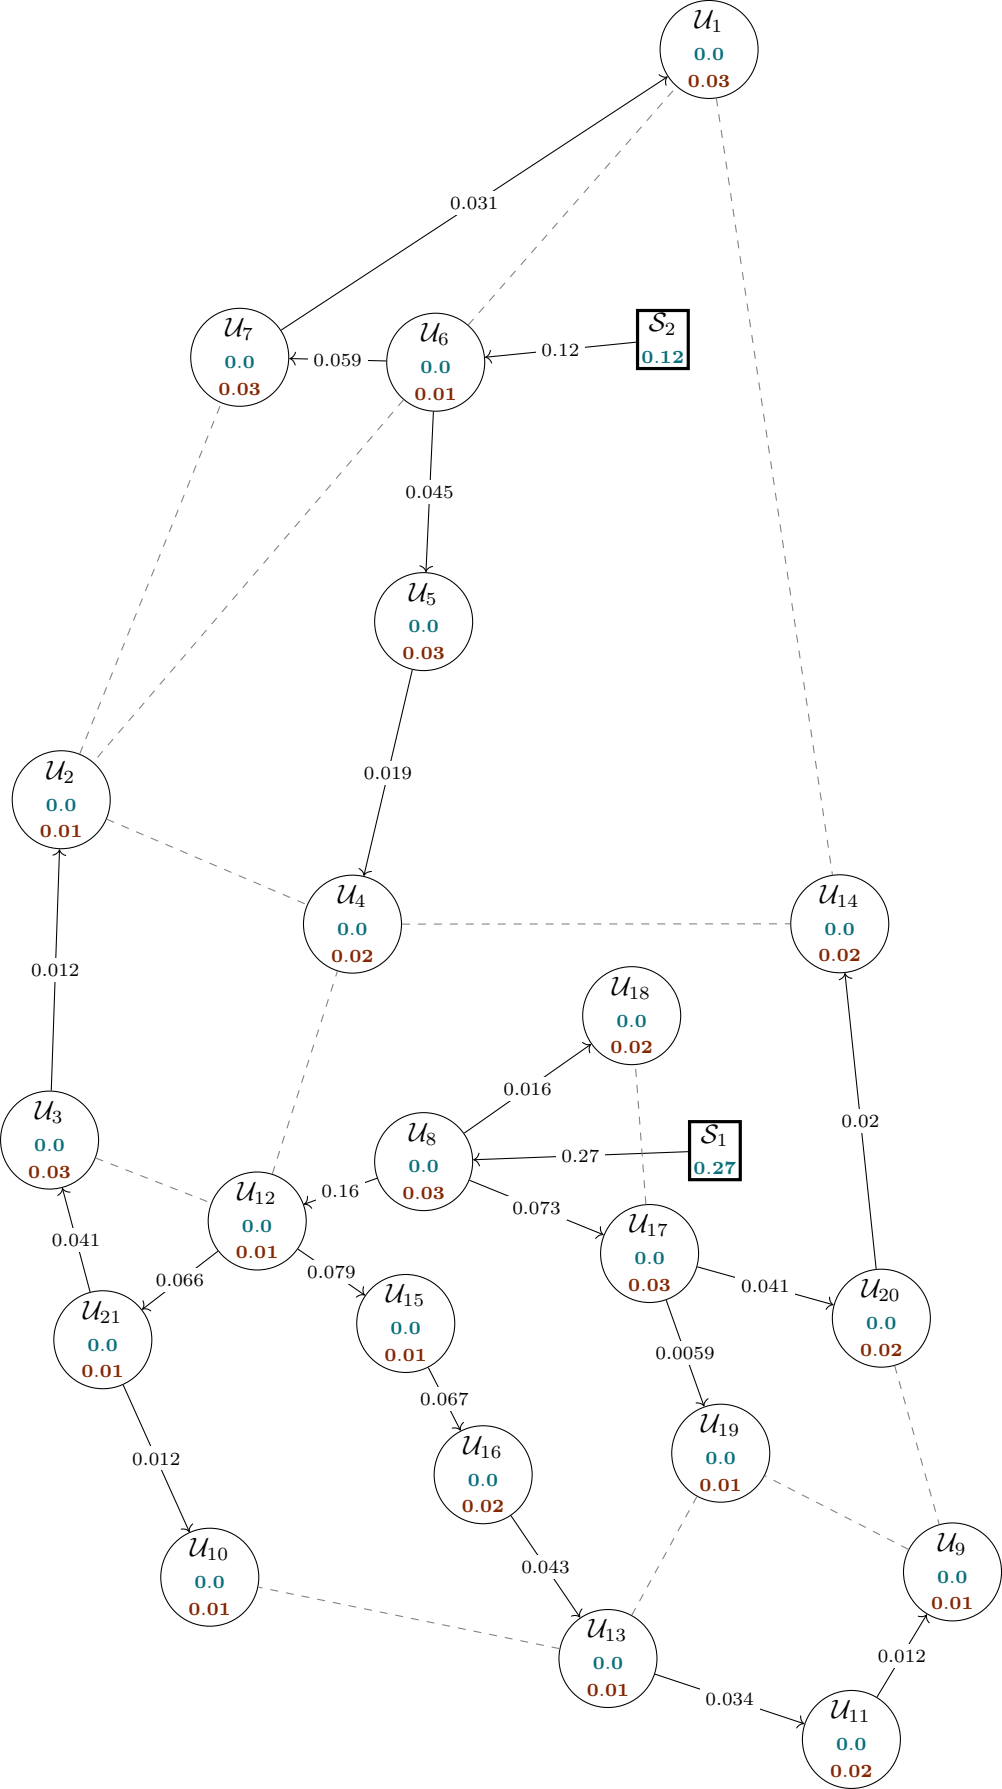 𝒰₁
0.0
0.03
0.031
𝒰₇
0.0
0.03
0.059
𝒰₆
0.0
0.01
0.12
𝒮₂
0.12
0.045
𝒰₅
0.0
0.03
0.019
𝒰₂
0.0
0.01
𝒰₄
0.0
0.02
𝒰₁₄
0.0
0.02
0.012
𝒰₁₈
0.0
0.02
0.016
𝒰₃
0.0
0.03
𝒰₈
0.0
0.03
0.27
𝒮₁
0.27
0.02
𝒰₁₂
0.0
0.01
0.16
0.073
𝒰₁₇
0.0
0.03
0.041
0.066
0.079
0.041
𝒰₂₁
0.0
0.01
𝒰₁₅
0.0
0.01
𝒰₂₀
0.0
0.02
0.0059
0.067
𝒰₁₉
0.0
0.01
0.012
𝒰₁₆
0.0
0.02
𝒰₁₀
0.0
0.01
0.043
𝒰₉
0.0
0.01
𝒰₁₃
0.0
0.01
0.012
0.034
𝒰₁₁
0.0
0.02